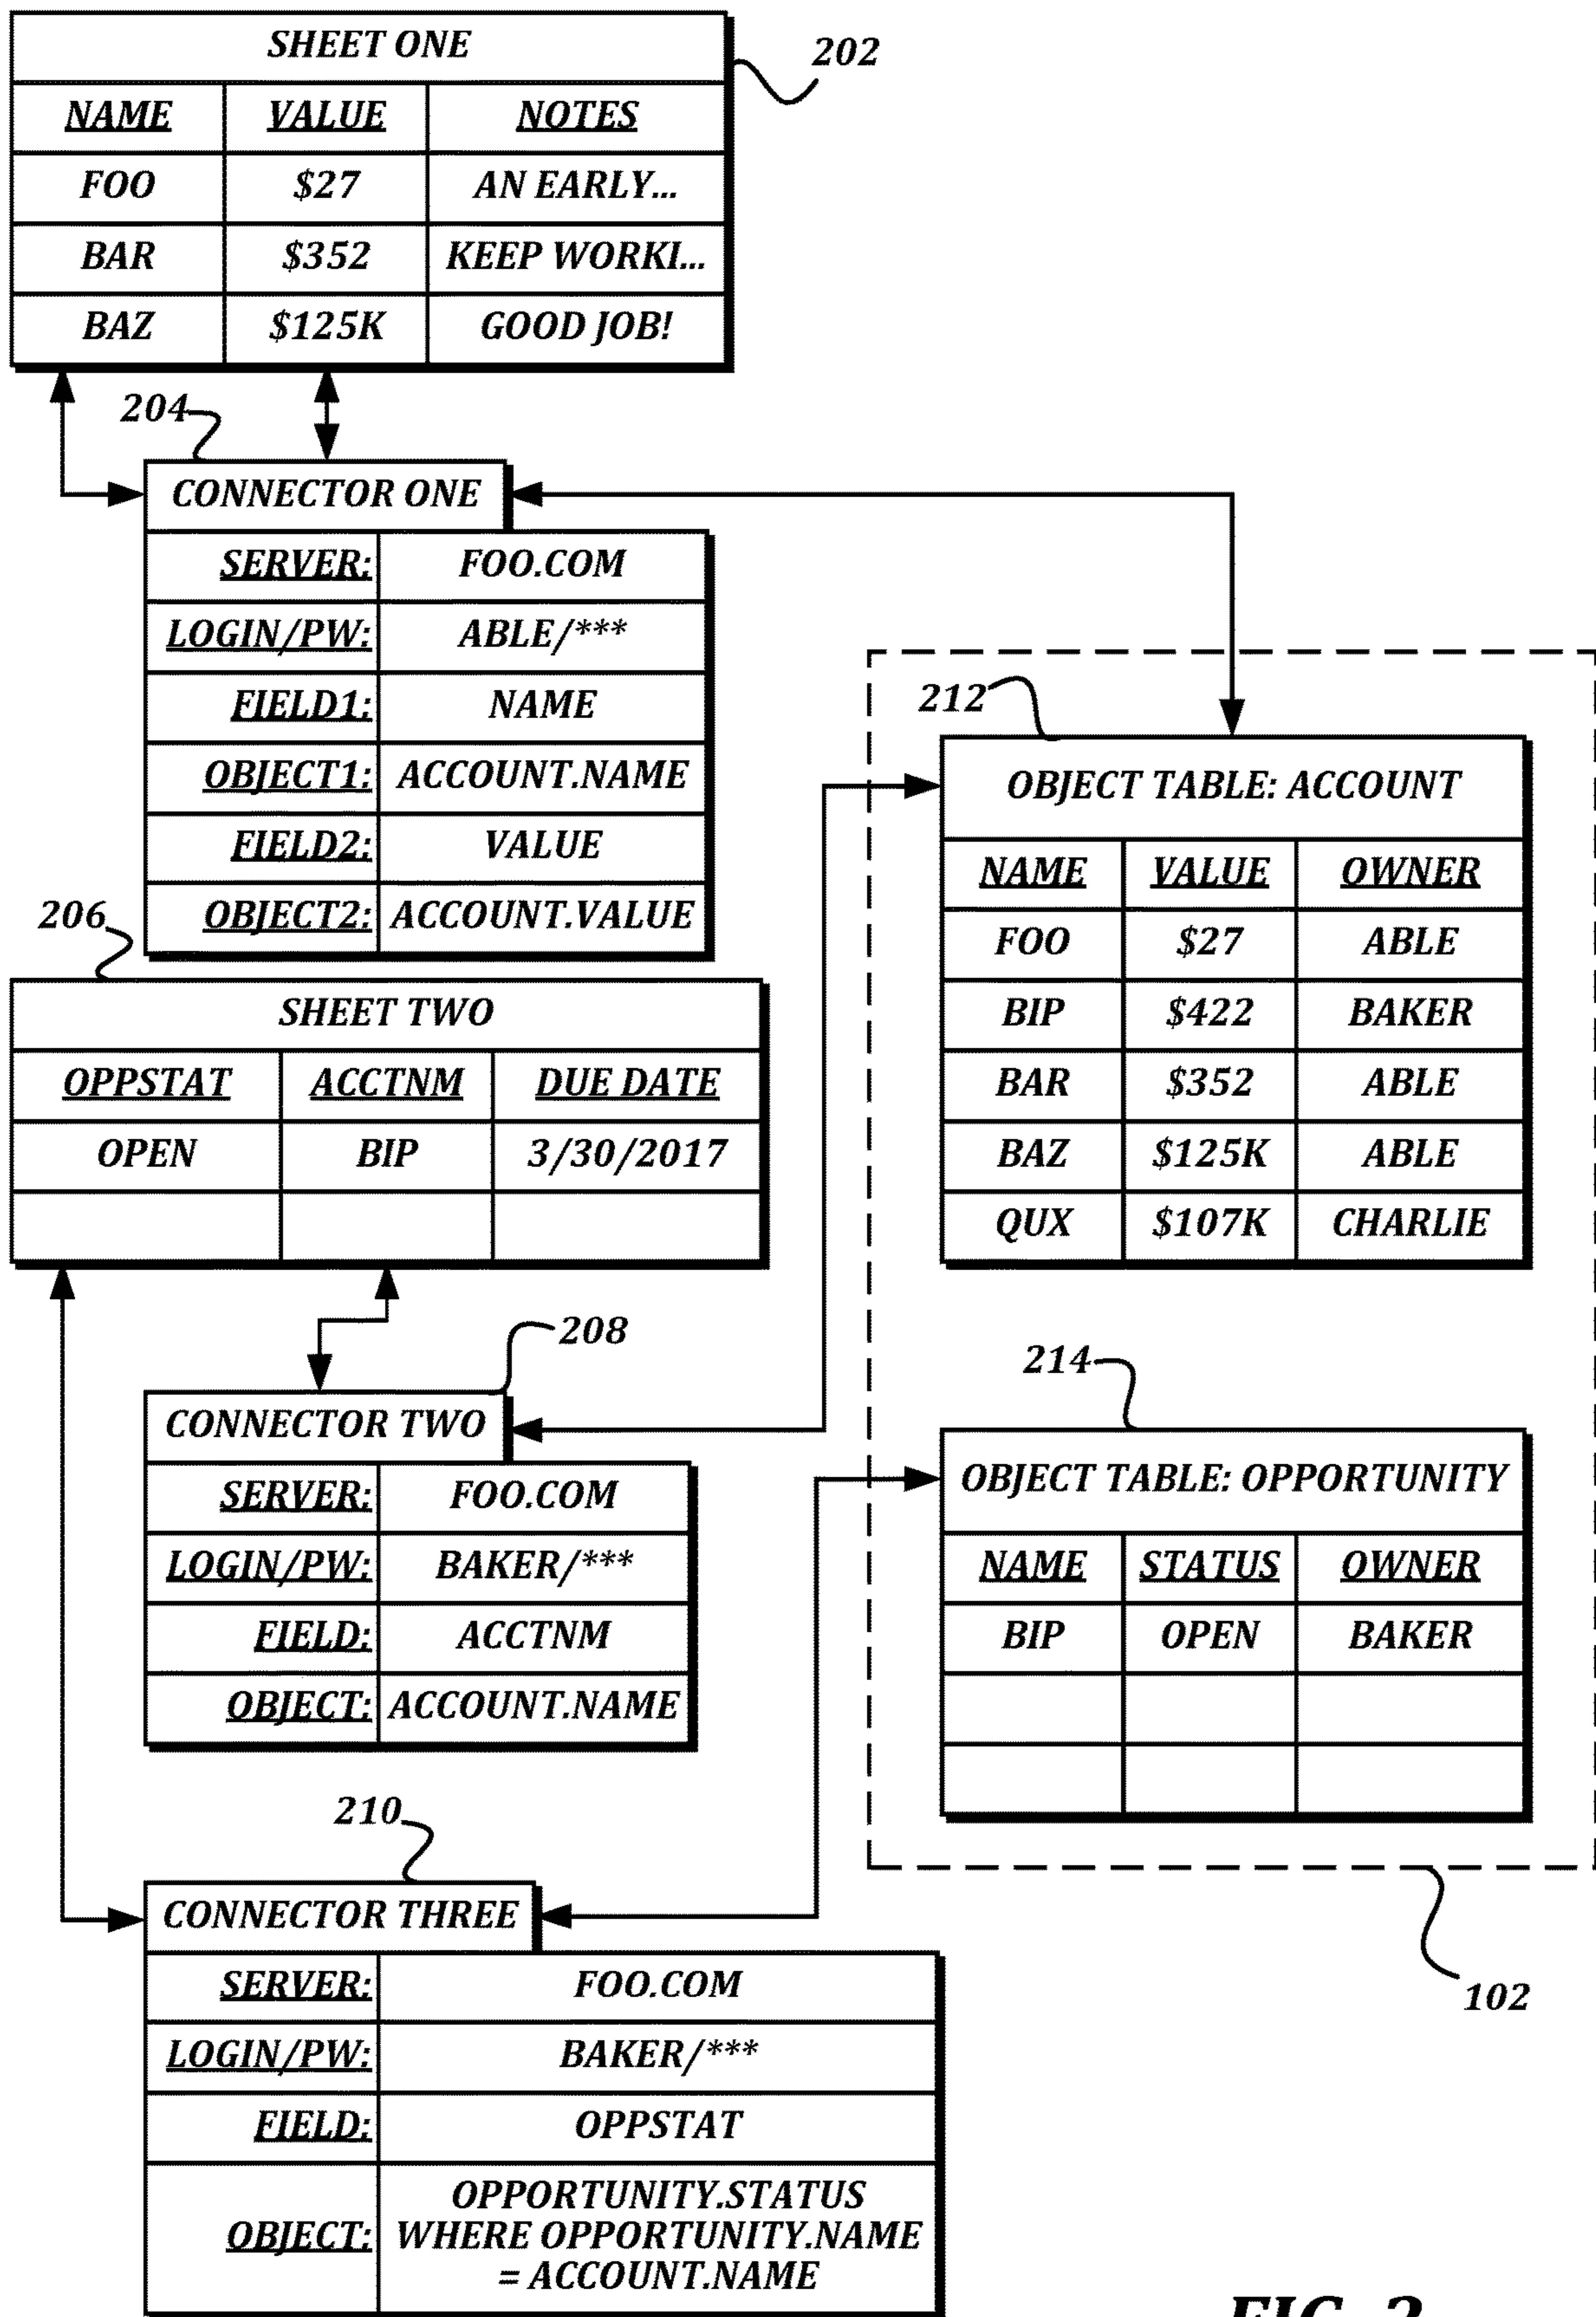 SHEET ONE
202
NAME VALUE NOTES
FOO $27 AN EARLY...
BAR $352 KEEP WORKI...
BAZ $125K GOOD JOB!
204
CONNECTOR ONE
SERVER: FOO.COM
LOGIN/PW: ABLE/***
FIELD1: NAME
OBJECT1: ACCOUNT.NAME
FIELD2: VALUE
OBJECT2: ACCOUNT.VALUE
206
SHEET TWO
OPPSTAT ACCTNM DUE DATE
OPEN BIP 3/30/2017
208
CONNECTOR TWO
SERVER: FOO.COM
LOGIN/PW: BAKER/***
FIELD: ACCTNM
OBJECT: ACCOUNT.NAME
210
CONNECTOR THREE
SERVER: FOO.COM
LOGIN/PW: BAKER/***
FIELD: OPPSTAT
OBJECT: OPPORTUNITY.STATUS
WHERE OPPORTUNITY.NAME
= ACCOUNT.NAME
212
OBJECT TABLE: ACCOUNT
NAME VALUE OWNER
FOO $27 ABLE
BIP $422 BAKER
BAR $352 ABLE
BAZ $125K ABLE
QUX $107K CHARLIE
214
OBJECT TABLE: OPPORTUNITY
NAME STATUS OWNER
BIP OPEN BAKER
102